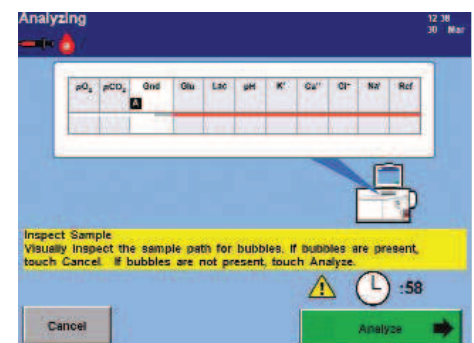 Analyzing
12 38
30 Mar
pO₂ pCO₂ Gnd Glu Lac pH K⁺ Ca⁺⁺ Cl⁻ Na⁺ Ref
A
Inspect Sample
Visually inspect the sample path for bubbles. If bubbles are present,
touch Cancel. If bubbles are not present, touch Analyze.
:58
Cancel
Analyze